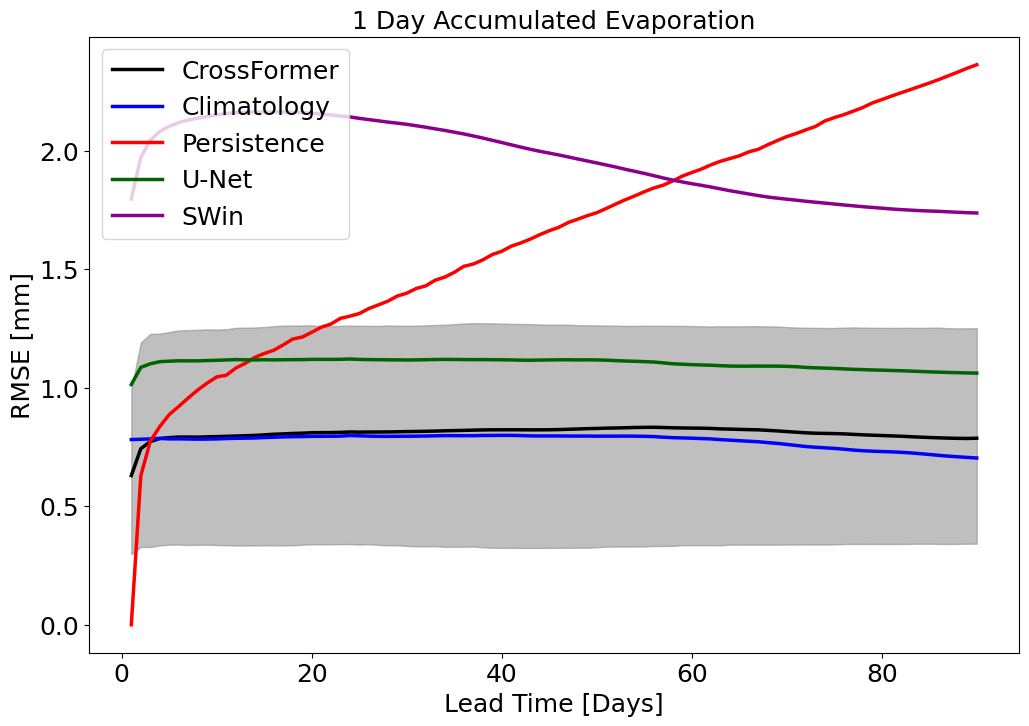 1 Day Accumulated Evaporation
CrossFormer
Climatology
Persistence
U-Net
SWin
RMSE [mm]
2.0
1.5
1.0
0.5
0.0
0 20 40 60 80
Lead Time [Days]